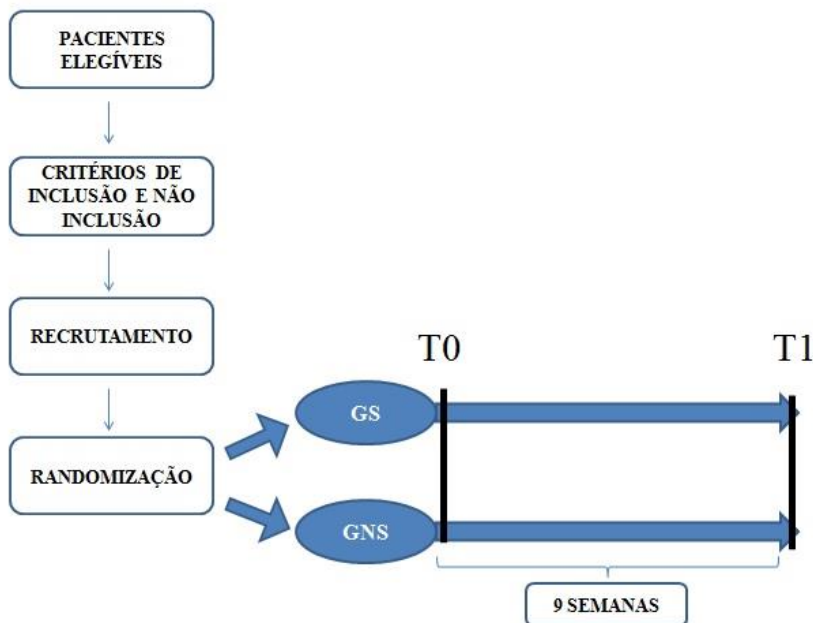 PACIENTES
ELEGÍVEIS
CRITÉRIOS DE
INCLUSÃO E NÃO
INCLUSÃO
RECRUTAMENTO
RANDOMIZAÇÃO
T0
T1
GS
GNS
9 SEMANAS